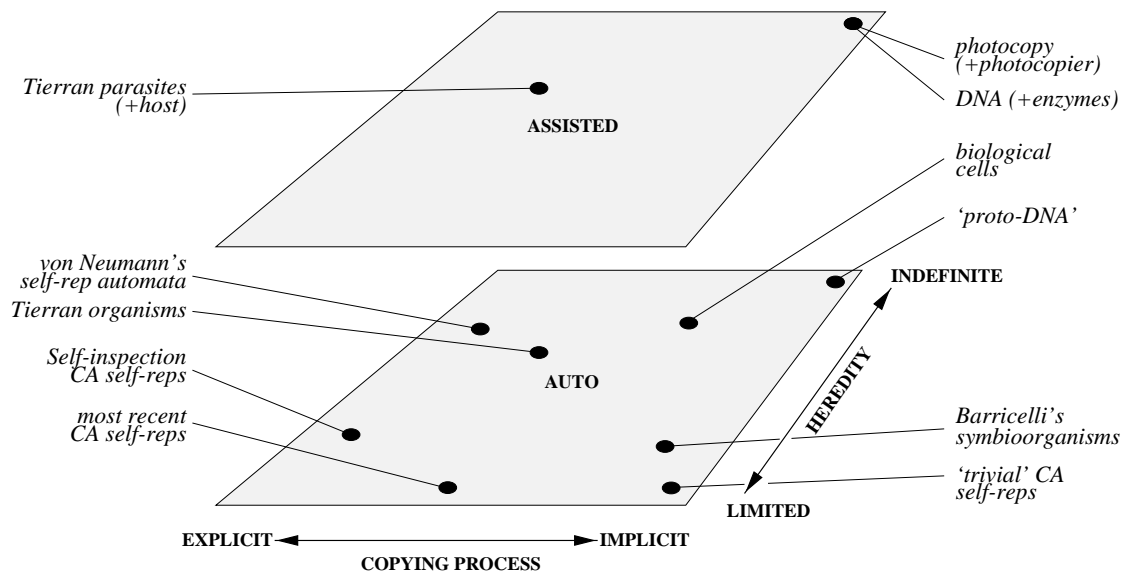 photocopy
(+photocopier)
Tierran parasites
(+host)
DNA (+enzymes)
ASSISTED
biological
cells
‘proto-DNA’
von Neumann’s
self-rep automata
INDEFINITE
Tierran organisms
Self-inspection
CA self-reps
AUTO
HEREDITY
most recent
CA self-reps
Barricelli’s
symbioorganisms
‘trivial’ CA
self-reps
LIMITED
EXPLICIT
IMPLICIT
COPYING PROCESS